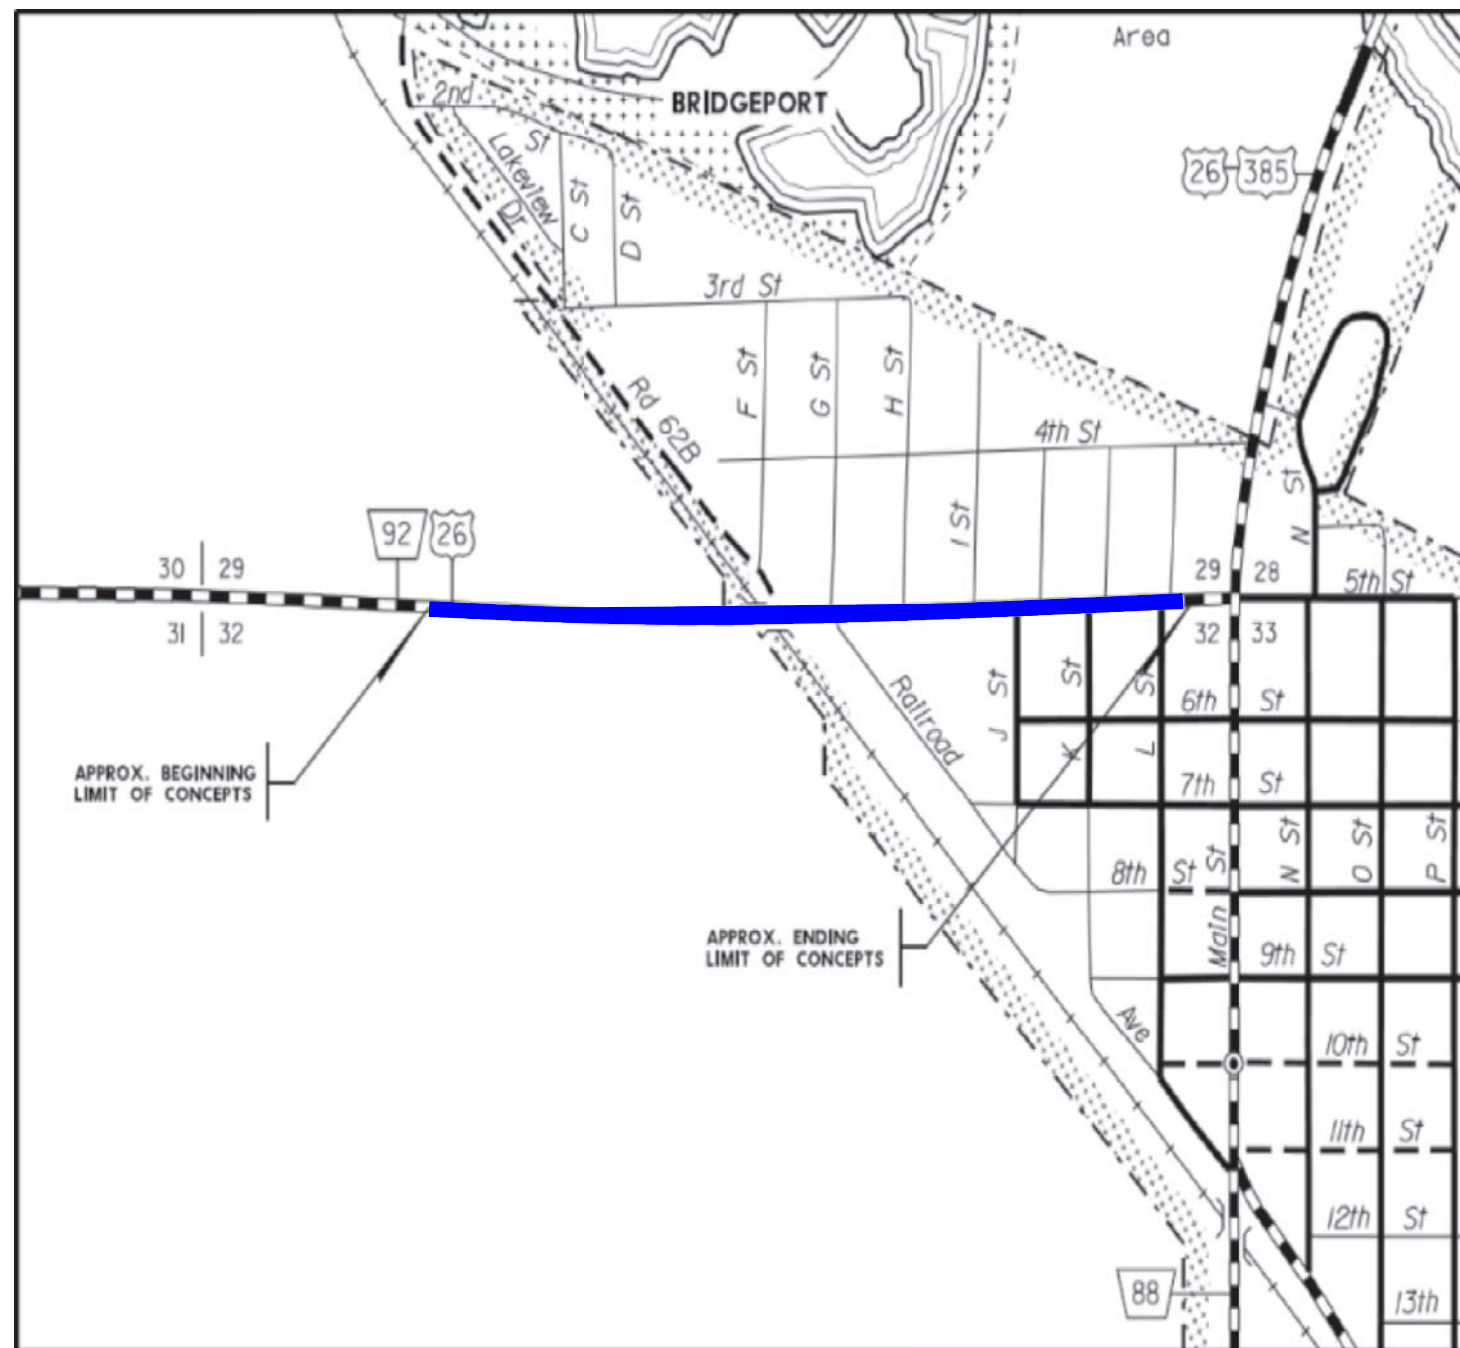 Area
BRIDGEPORT
2nd
St
Lakeview
Dr
C St
D St
26 385
3rd St
F St
G St
H St
Rd 62B
4th St
I St
N St
92 26
30 29
29 28
5th St
31 32
32 33
J St
K St
L St
6th St
Railroad
APPROX. BEGINNING
LIMIT OF CONCEPTS
7th St
N St
O St
P St
8th St
Main St
APPROX. ENDING
LIMIT OF CONCEPTS
9th St
Ave
10th St
11th St
12th St
88
13th